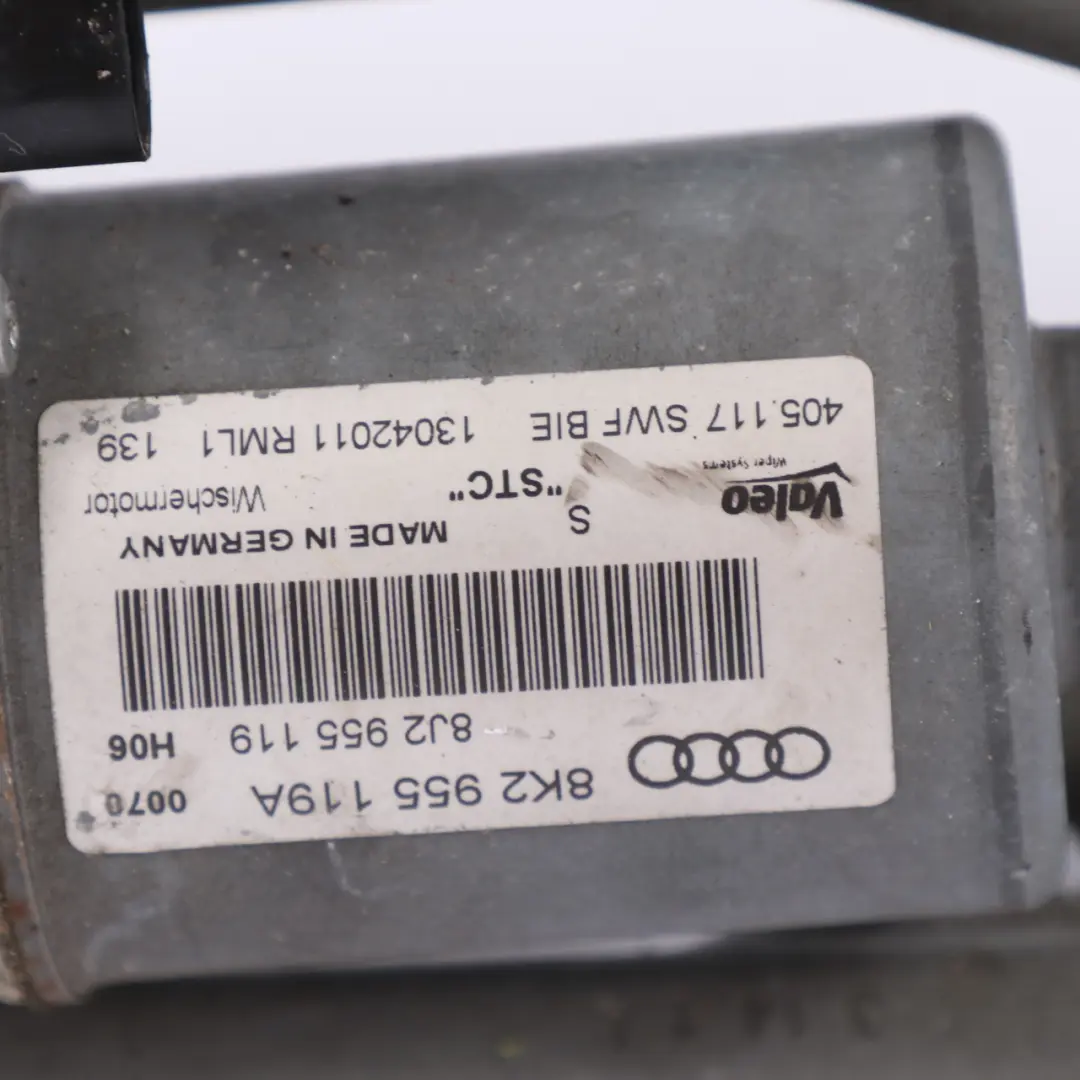 8K2 955 119A 0070
8J2 955 119 H06
MADE IN GERMANY
Valeo S
Wiper Systems "STC" Wischermotor
405.117 SWF BIE 13042011 RML1 139